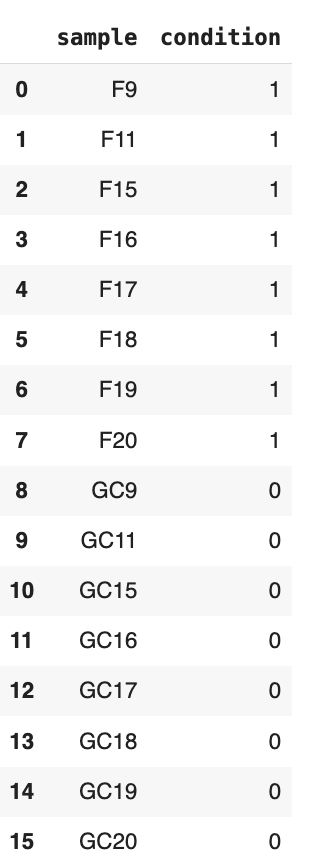 sample condition
0 F9 1
1 F11 1
2 F15 1
3 F16 1
4 F17 1
5 F18 1
6 F19 1
7 F20 1
8 GC9 0
9 GC11 0
10 GC15 0
11 GC16 0
12 GC17 0
13 GC18 0
14 GC19 0
15 GC20 0